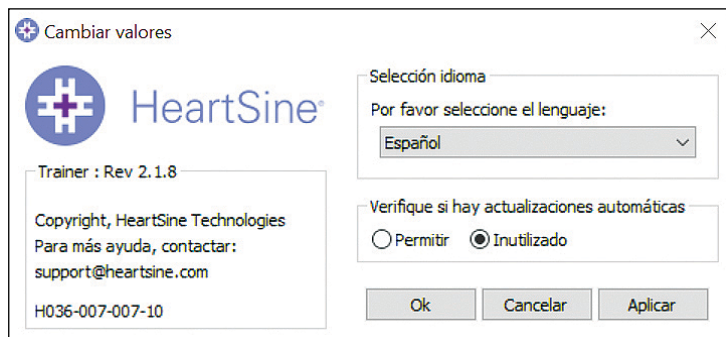 Cambiar valores
HeartSine®
Trainer : Rev 2.1.8
Copyright, HeartSine Technologies
Para más ayuda, contactar:
support@heartsine.com
H036-007-007-10
Selección idioma
Por favor seleccione el lenguaje:
Español
Verifique si hay actualizaciones automáticas
Permitir
Inutilizado
Ok
Cancelar
Aplicar